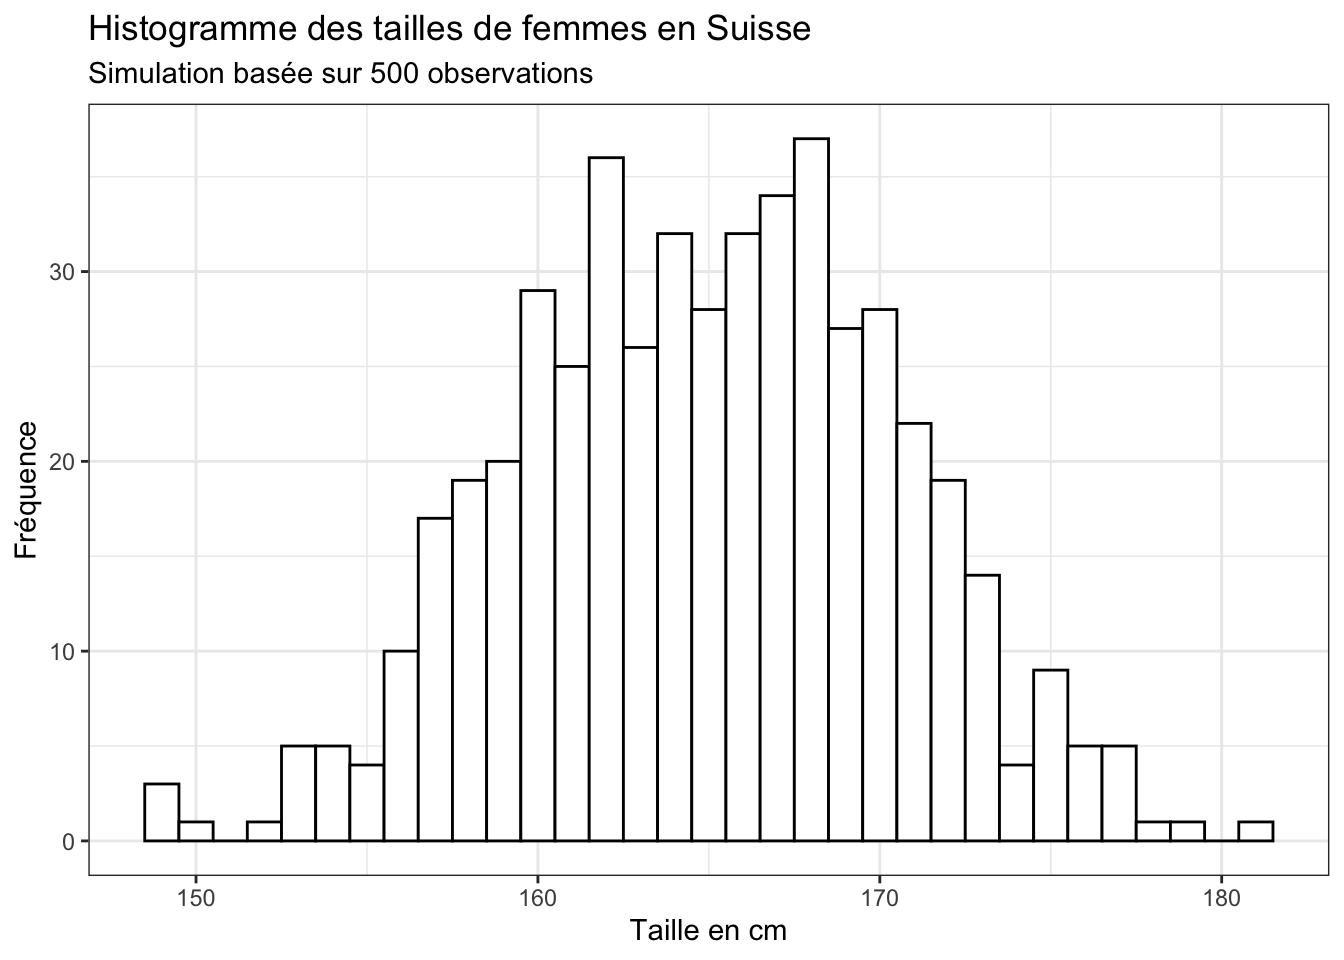 Histogramme des tailles de femmes en Suisse
Simulation basée sur 500 observations
Fréquence
30
20
10
0
150 160 170 180
Taille en cm